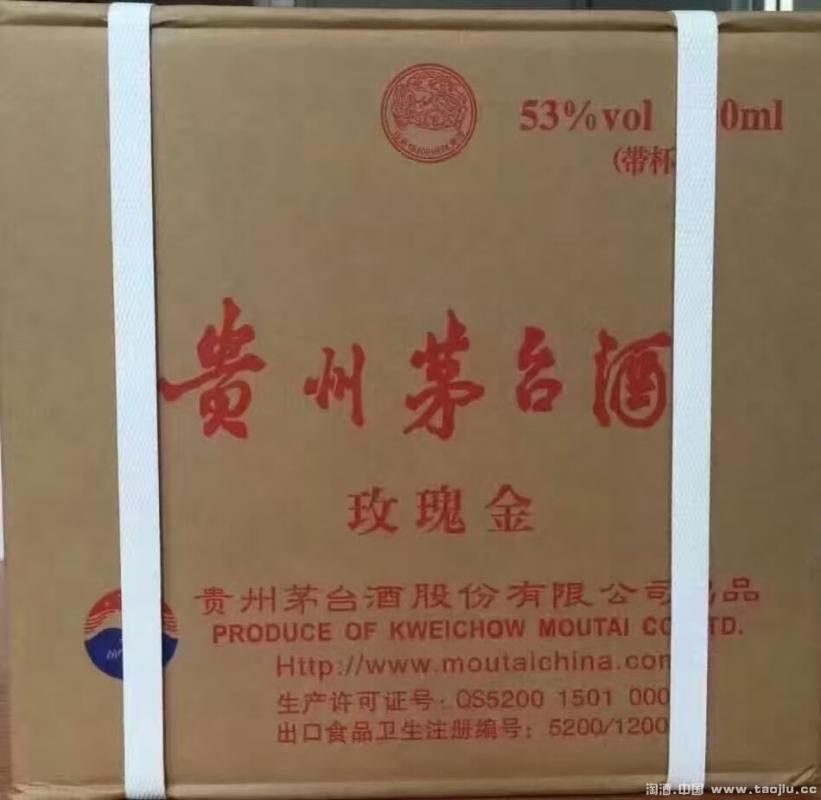 53%vol 0ml
(带杯
贵州茅台酒
玫瑰金
贵州茅台酒股份有限公司出品
PRODUCE OF KWEICHOW MOUTAI CO TD.
Http://www.moutaichina.com
生产许可证号: QS5200 1501 000
出口食品卫生注册编号: 5200/1200
淘酒.中国 www.taojiu.cc